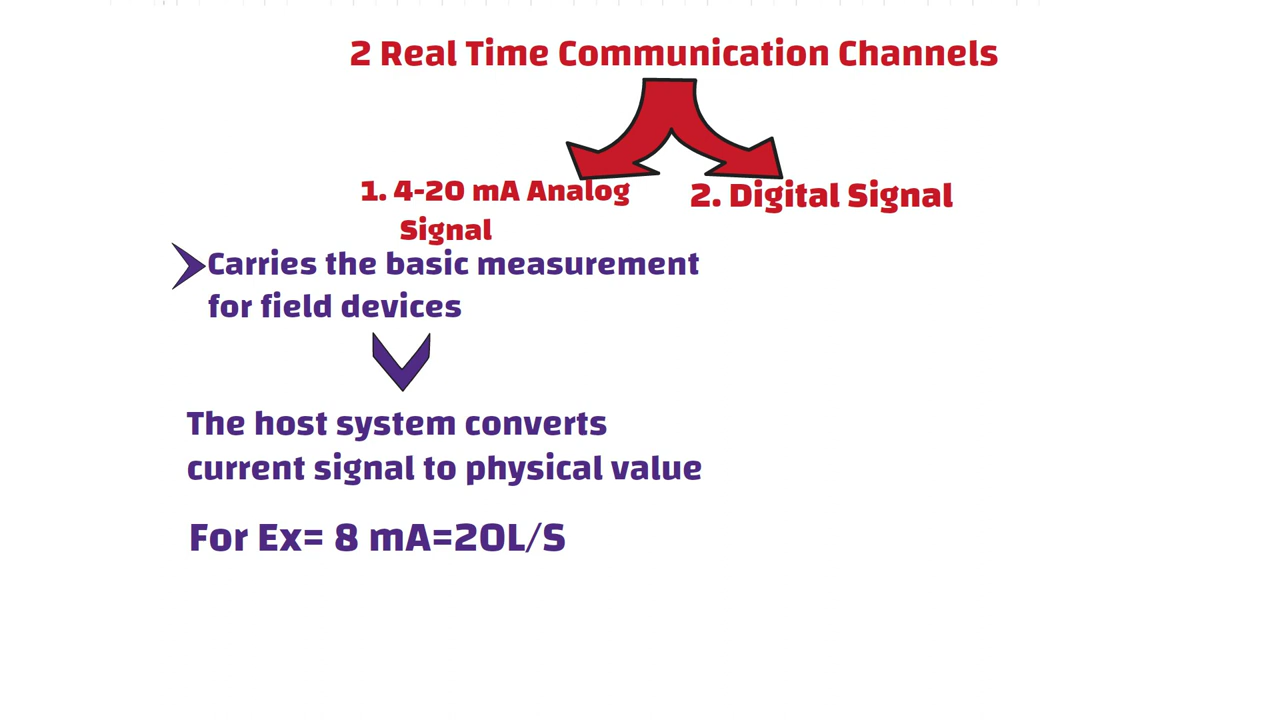 2 Real Time Communication Channels
1. 4-20 mA Analog
Signal
2. Digital Signal
Carries the basic measurement
for field devices
The host system converts
current signal to physical value
For Ex= 8 mA=20L/S